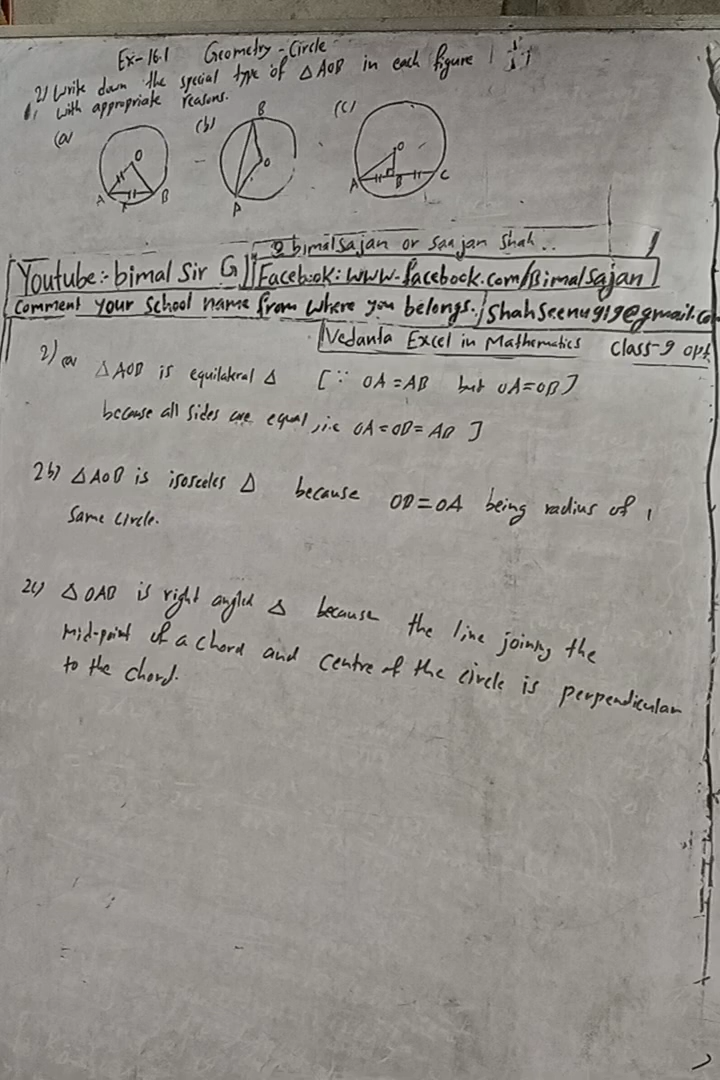 Ex-16.1 Geometry-Circle
2) Write down the special type of △AOB in each figure
with appropriate reasons.
(a) (b) (c)
O A B
B O A
O A B C
@ bimalsajan or Saajan Shah..
Youtube:- bimal Sir G Facebook: www.facebook.com/Bimalsajan
Comment your School name from where you belongs. Shahseenu919@gmail.com
Vedanta Excel in Mathematics Class-9 opt
2) (a) △AOB is equilateral △ [∵ OA = AB but OA=OB]
because all sides are equal, i.e OA=OB=AB ]
2b) △AOB is isosceles △ because OB=OA being radius of
Same circle.
2c) △OAB is right angled △ because the line joining the
mid-point of a chord and centre of the circle is perpendicular
to the chord.